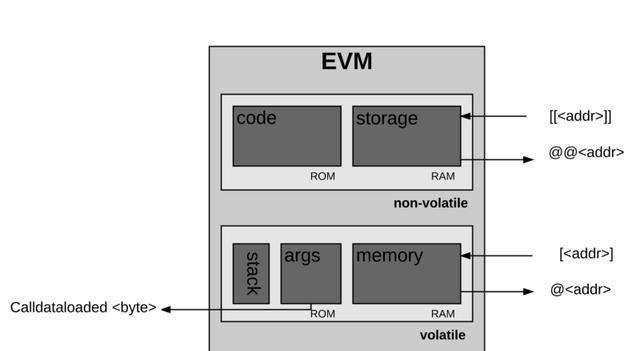 EVM
code
storage
[[<addr>]]
@@<addr>
ROM
RAM
non-volatile
stack
args
memory
[<addr>]
@<addr>
Calldataloaded <byte>
ROM
RAM
volatile